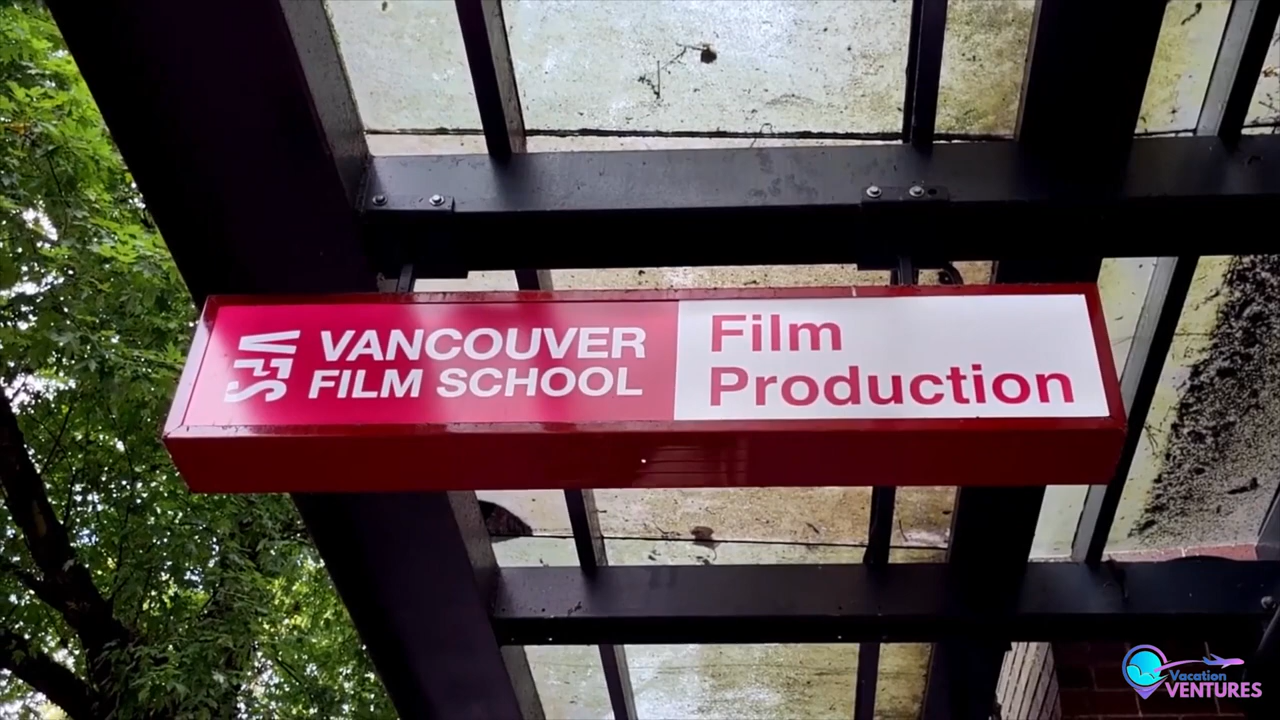 VFS
VANCOUVER
FILM SCHOOL
Film
Production
Vacation
VENTURES